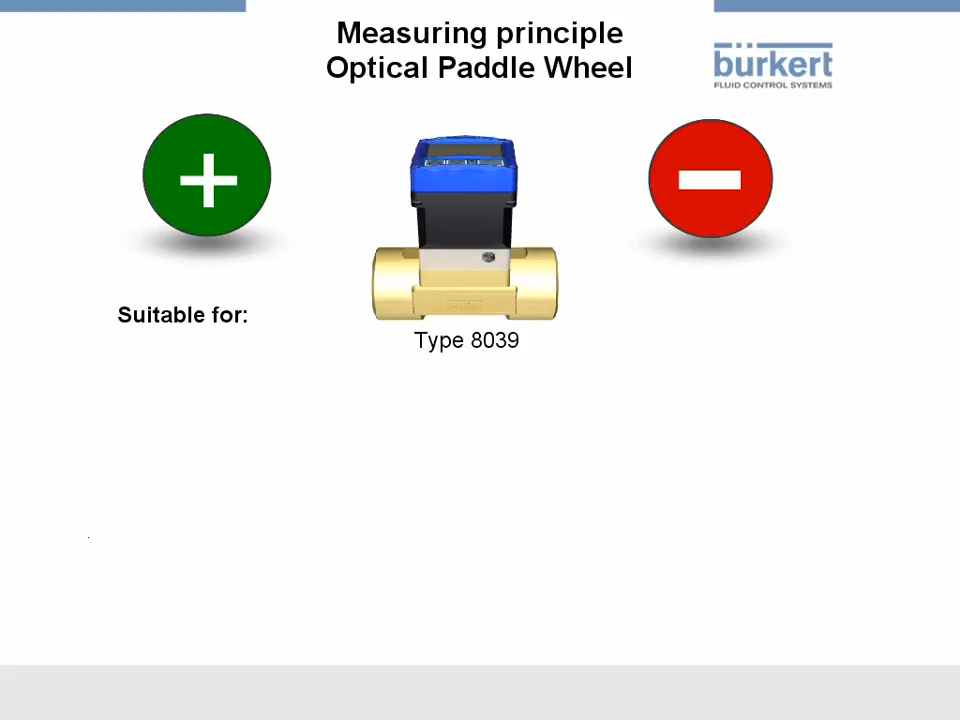 Measuring principle
Optical Paddle Wheel
bürkert
FLUID CONTROL SYSTEMS
Suitable for:
Type 8039